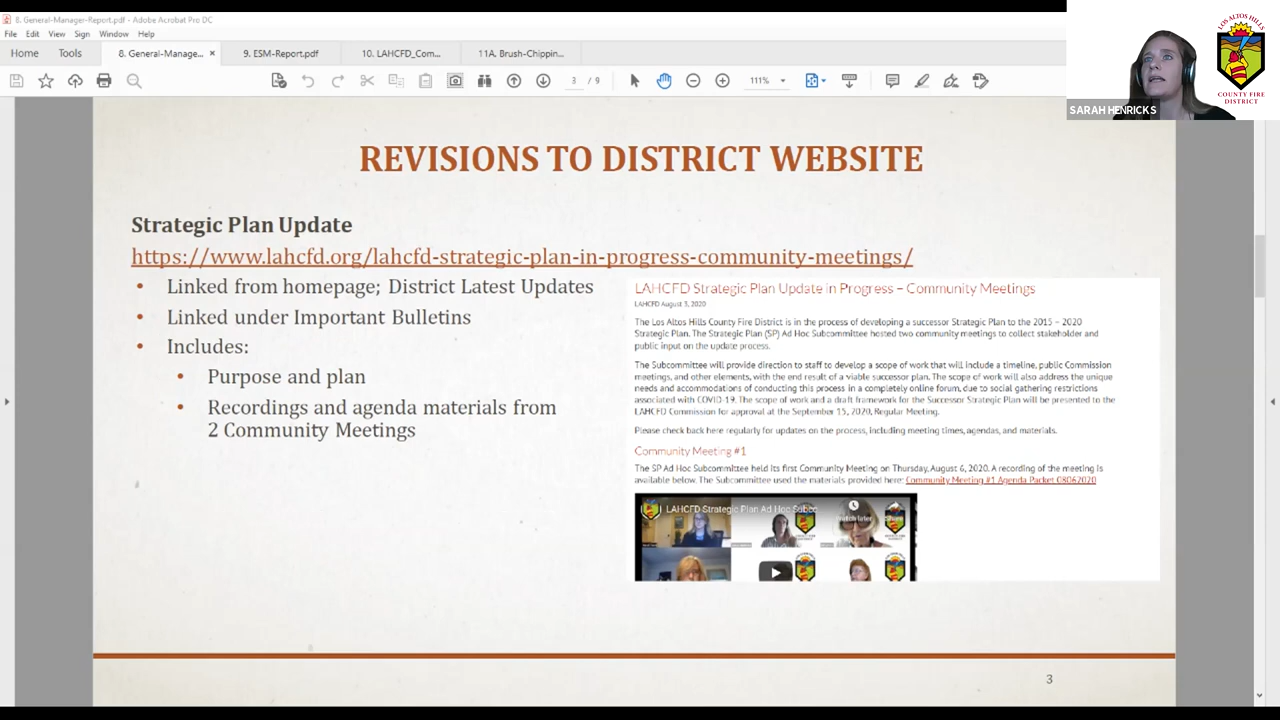 8. General-Manager-Report.pdf - Adobe Acrobat Pro DC
File Edit View Sign Window Help
Home Tools 8. General-Manage... × 9. ESM-Report.pdf 10. LAHCFD_Com... 11A. Brush-Chippin...
3 / 9 111%
SARAH HENRICKS
LOS ALTOS HILLS
COUNTY FIRE
DISTRICT
REVISIONS TO DISTRICT WEBSITE
Strategic Plan Update
https://www.lahcfd.org/lahcfd-strategic-plan-in-progress-community-meetings/
• Linked from homepage; District Latest Updates
• Linked under Important Bulletins
• Includes:
• Purpose and plan
• Recordings and agenda materials from
2 Community Meetings
LAHCFD Strategic Plan Update in Progress – Community Meetings
LAHCFD August 3, 2020
The Los Altos Hills County Fire District is in the process of developing a successor Strategic Plan to the 2015 – 2020
Strategic Plan. The Strategic Plan (SP) Ad Hoc Subcommittee hosted two community meetings to collect stakeholder and
public input on the update process.
The Subcommittee will provide direction to staff to develop a scope of work that will include a timeline, public Commission
meetings, and other elements, with the end result of a viable successor plan. The scope of work will also address the unique
needs and accommodations of conducting this process in a completely online forum, due to social gathering restrictions
associated with COVID-19. The scope of work and a draft framework for the Successor Strategic Plan will be presented to the
LAHCFD Commission for approval at the September 15, 2020, Regular Meeting.
Please check back here regularly for updates on the process, including meeting times, agendas, and materials.
Community Meeting #1
The SP Ad Hoc Subcommittee held its first Community Meeting on Thursday, August 6, 2020. A recording of the meeting is
available below. The Subcommittee used the materials provided here: Community Meeting #1 Agenda Packet 08062020
LAHCFD Strategic Plan Ad Hoc Subcc
3